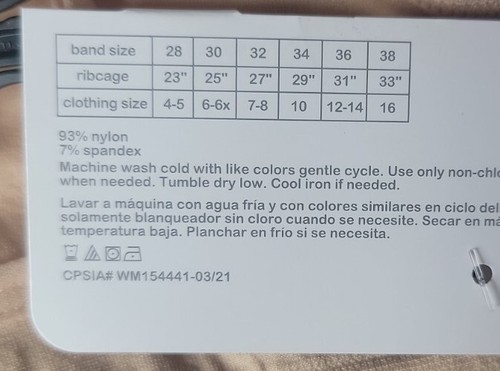 band size 28 30 32 34 36 38
ribcage 23" 25" 27" 29" 31" 33"
clothing size 4-5 6-6x 7-8 10 12-14 16
93% nylon
7% spandex
Machine wash cold with like colors gentle cycle. Use only
when needed. Tumble dry low. Cool iron if needed.
Lavar a máquina con agua fría y con colores similares en ciclo
solamente blanqueador sin cloro cuando se necesite. Secar en
temperatura baja. Planchar en frío si se necesita.
CPSIA# WM154441-03/21